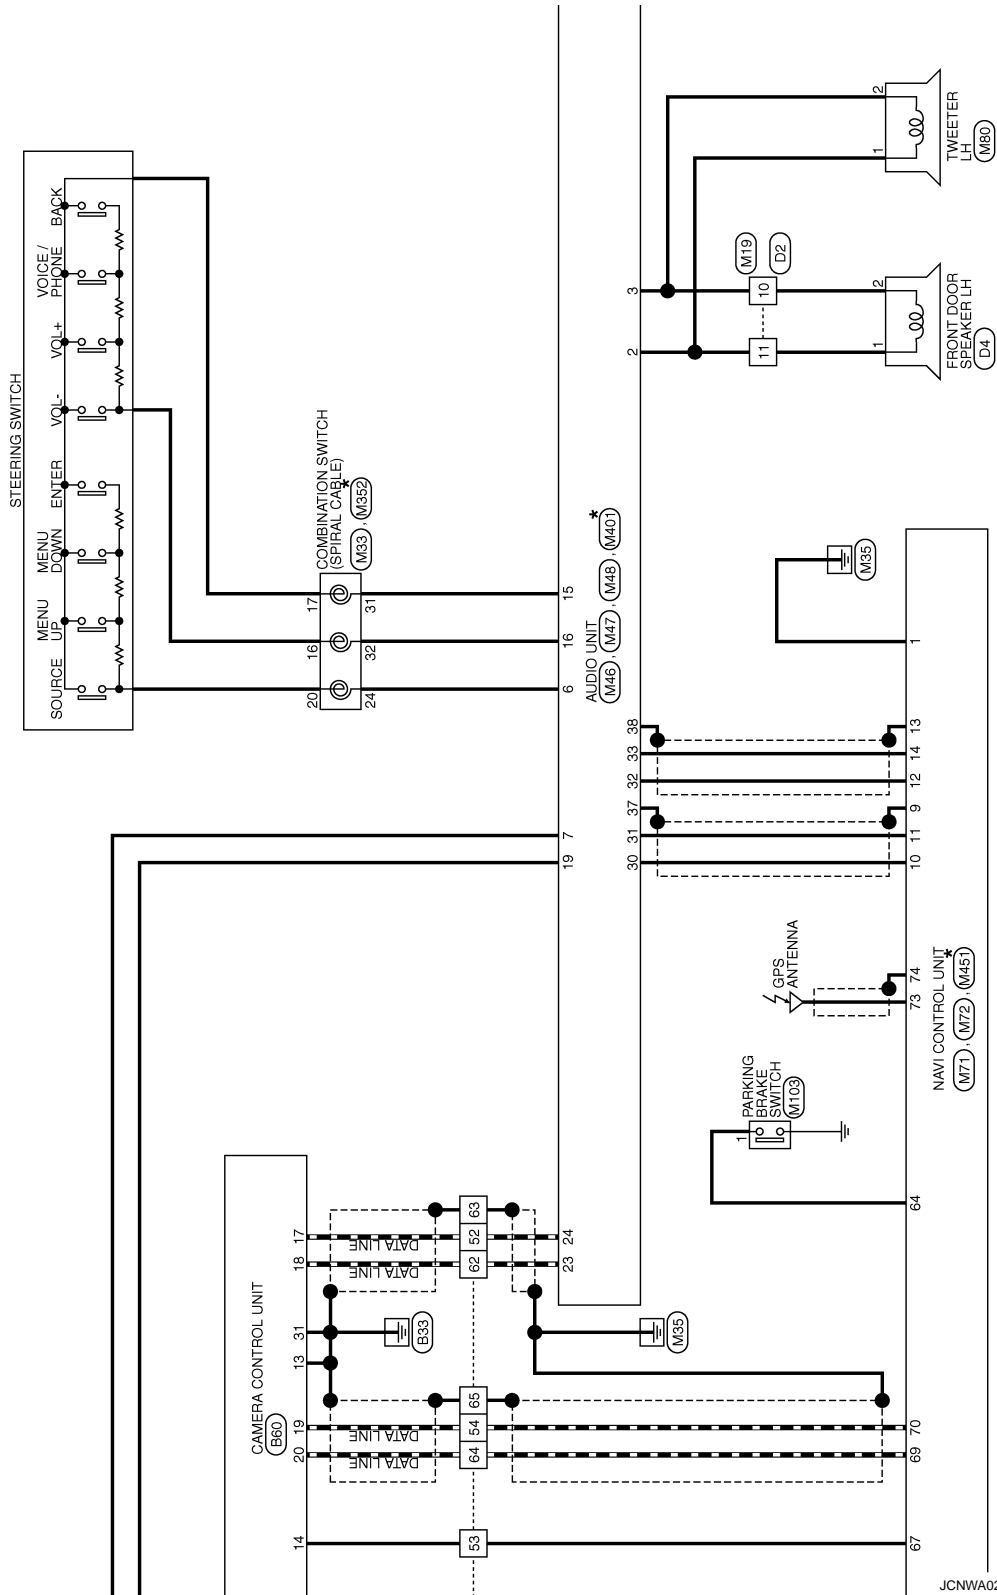 STEERING SWITCH
SOURCE
MENU
UP
MENU
DOWN
ENTER
VOL-
VOL+
VOICE /
PHONE
BACK
COMBINATION SWITCH
(SPIRAL CABLE)
M33 , M352 *
20
16
17
24
32
31
6
16
15
AUDIO UNIT
M46 , M47 , M48 , M401 *
2
3
11
10
M19
D2
1
2
FRONT DOOR
SPEAKER LH
D4
1
2
TWEETER
LH
M80
19
7
30
31
37
32
33
38
10
11
9
12
14
13
1
M35
GPS
ANTENNA
73
74
NAVI CONTROL UNIT
M71 , M72 , M451 *
PARKING
BRAKE
SWITCH
M103
1
64
CAMERA CONTROL UNIT
B60
14
20
19
13
31
18
17
DATA LINE
DATA LINE
DATA LINE
DATA LINE
B33
53
64
54
65
62
52
63
23
24
M35
67
69
70
JCNWA02